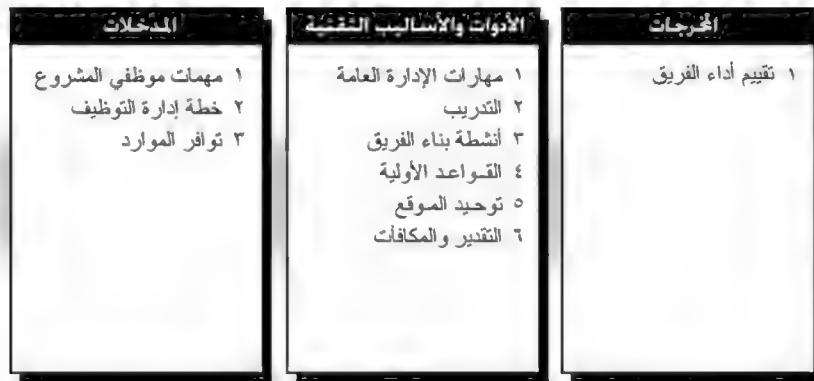 المدخلات
١ مهمات موظفي المشروع
٢ خطة إدارة التوظيف
٣ توافر الموارد
الأدوات والأساليب التقنية
١ مهارات الإدارة العامة
٢ التدريب
٣ أنشطة بناء الفريق
٤ القواعد الأولية
٥ توحيد الموقع
٦ التقدير والمكافآت
المخرجات
١ تقييم أداء الفريق